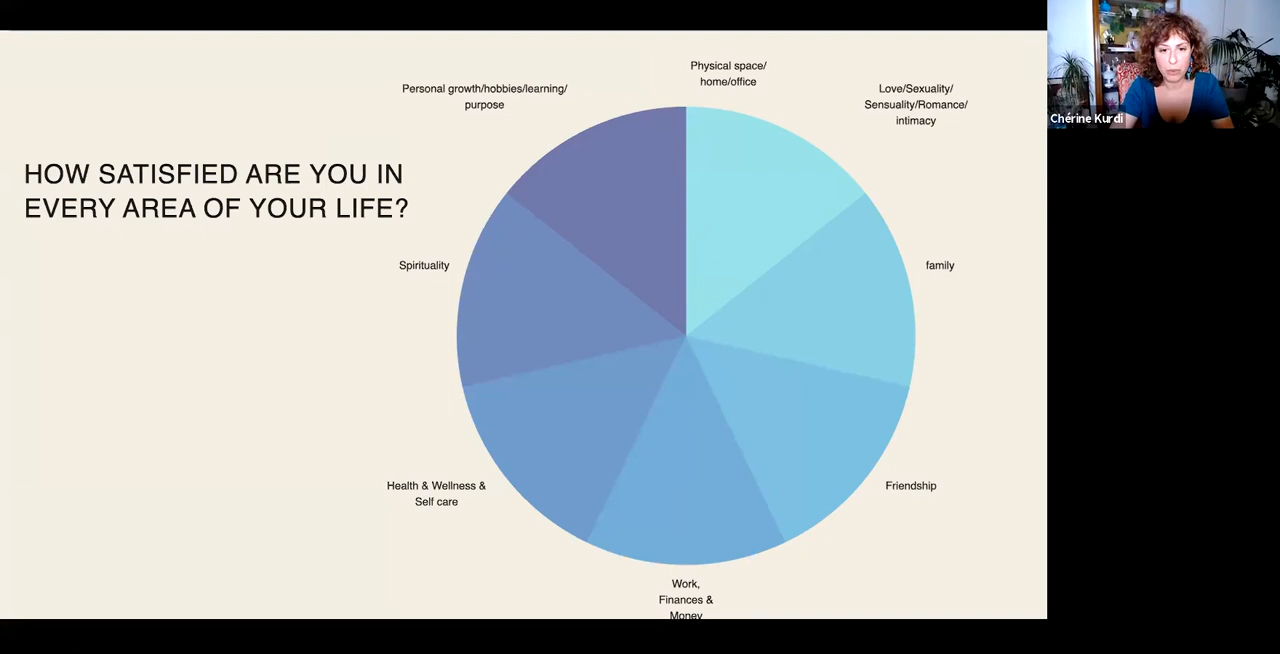 HOW SATISFIED ARE YOU IN
EVERY AREA OF YOUR LIFE?
Physical space/
home/office
Love/Sexuality/
Sensuality/Romance/
intimacy
family
Friendship
Work,
Finances &
Money
Health & Wellness &
Self care
Spirituality
Personal growth/hobbies/learning/
purpose
Chérine Kurdi